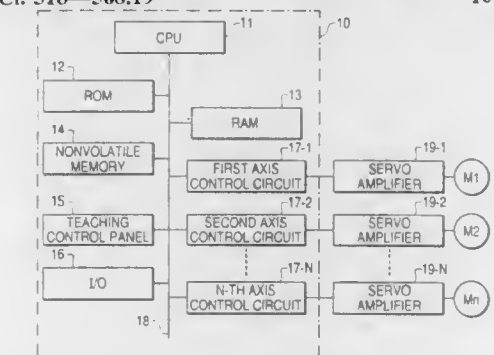 11
10
CPU
12
ROM
13
RAM
14
NONVOLATILE
MEMORY
17-1
FIRST AXIS
CONTROL CIRCUIT
19-1
SERVO
AMPLIFIER
M1
15
TEACHING
CONTROL PANEL
17-2
SECOND AXIS
CONTROL CIRCUIT
19-2
SERVO
AMPLIFIER
M2
16
I/O
17-N
N-TH AXIS
CONTROL CIRCUIT
19-N
SERVO
AMPLIFIER
Mn
18